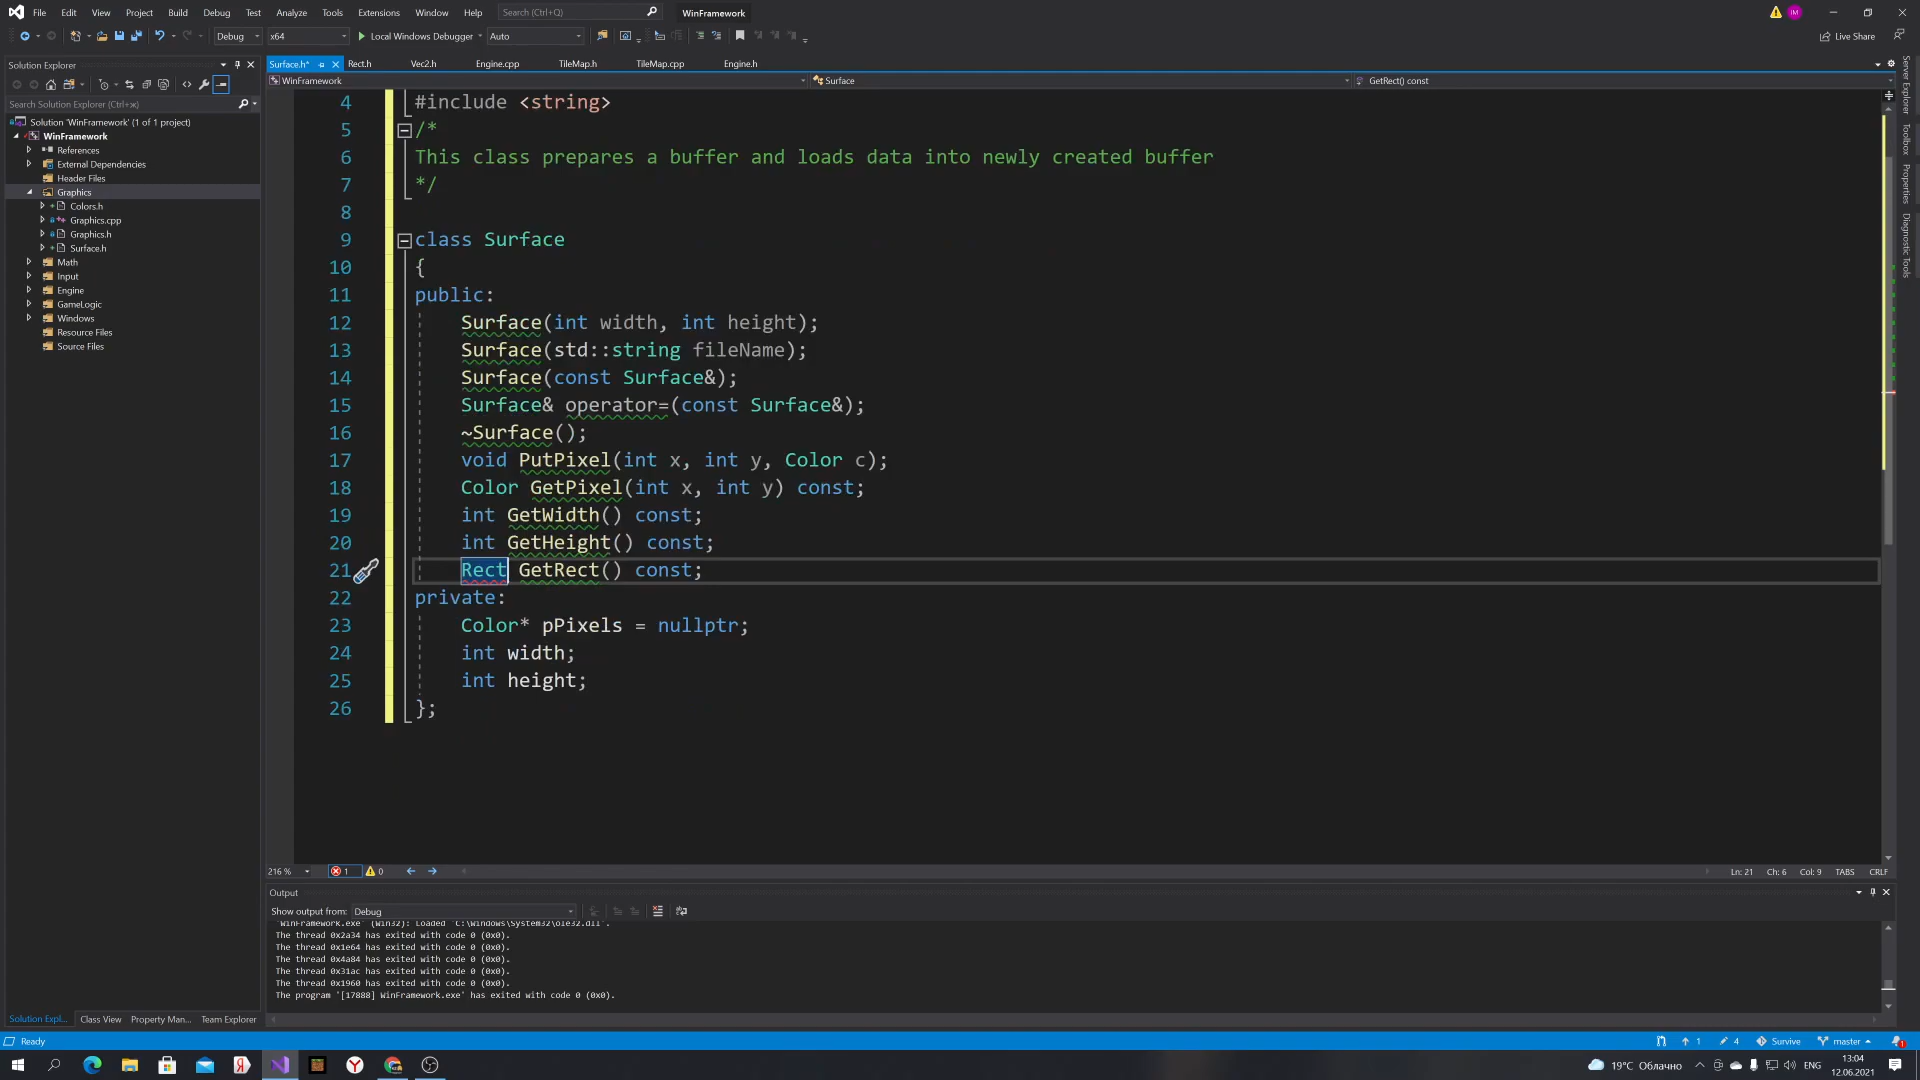 File Edit View Project Build Debug Test Analyze Tools Extensions Window Help Search (Ctrl+Q) WinFramework IM
Debug x64 Local Windows Debugger Auto Live Share
Solution Explorer
Search Solution Explorer (Ctrl+ж)
Solution 'WinFramework' (1 of 1 project)
WinFramework
References
External Dependencies
Header Files
Graphics
Colors.h
Graphics.cpp
Graphics.h
Surface.h
Math
Input
Engine
GameLogic
Windows
Resource Files
Source Files
Solution Expl... Class View Property Man... Team Explorer
Surface.h* Rect.h Vec2.h Engine.cpp TileMap.h TileMap.cpp Engine.h
WinFramework Surface GetRect() const
4 #include <string>
5 /*
6 This class prepares a buffer and loads data into newly created buffer
7 */
8
9 class Surface
10 {
11 public:
12 Surface(int width, int height);
13 Surface(std::string fileName);
14 Surface(const Surface&);
15 Surface& operator=(const Surface&);
16 ~Surface();
17 void PutPixel(int x, int y, Color c);
18 Color GetPixel(int x, int y) const;
19 int GetWidth() const;
20 int GetHeight() const;
21 Rect GetRect() const;
22 private:
23 Color* pPixels = nullptr;
24 int width;
25 int height;
26 };
216 % 1 0 Ln: 21 Ch: 6 Col: 9 TABS CRLF
Output
Show output from: Debug
'WinFramework.exe' (Win32): Loaded 'C:\Windows\System32\ole32.dll'.
The thread 0x2a34 has exited with code 0 (0x0).
The thread 0x1e64 has exited with code 0 (0x0).
The thread 0x4a84 has exited with code 0 (0x0).
The thread 0x31ac has exited with code 0 (0x0).
The thread 0x1960 has exited with code 0 (0x0).
The program '[17888] WinFramework.exe' has exited with code 0 (0x0).
Server Explorer
Toolbox
Properties
Diagnostic Tools
Ready 1 4 Survive master 1
19°C Облачно ENG 13:04
12.06.2021